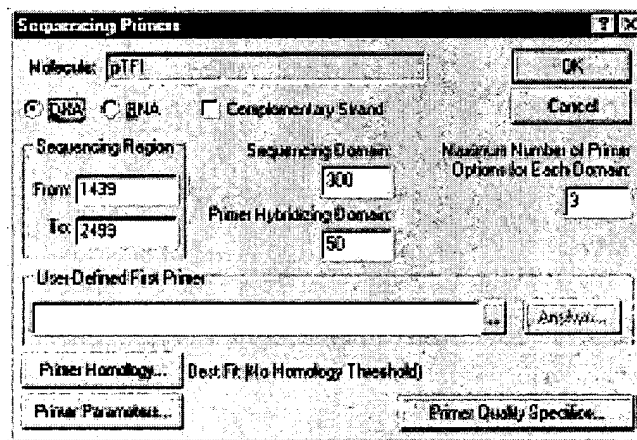 Sequencing Primers
Molecule: pTFI
OK
DNA RNA Complementary Strand
Cancel
Sequencing Region
From: 1439
To: 2493
Sequencing Domain:
300
Primer Hybridizing Domain:
50
Maximum Number of Primer
Options for Each Domain:
3
User-Defined First Primer
...
Analyze...
Primer Homology...
Best Fit (No Homology Threshold)
Primer Parameters...
Primer Quality Specifics...